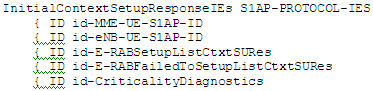 InitialContextSetupResponseIEs S1AP-PROTOCOL-IES
{ ID id-MME-UE-S1AP-ID
{ ID id-eNB-UE-S1AP-ID
{ ID id-E-RABSetupListCtxtSURes
{ ID id-E-RABFailedToSetupListCtxtSURes
{ ID id-CriticalityDiagnostics